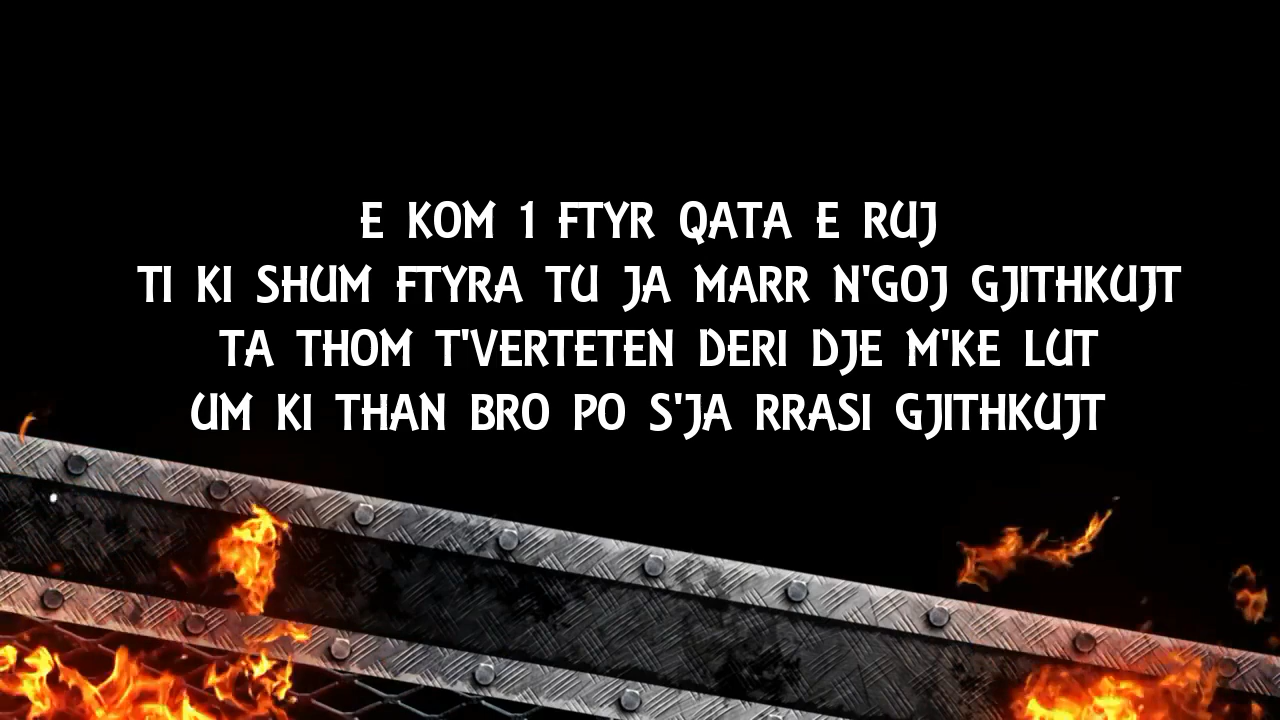 E KOM 1 FTYR QATA E RUJ
TI KI SHUM FTYRA TU JA MARR N'GOJ GJITHKUJT
TA THOM T'VERTETEN DERI DJE M'KE LUT
UM KI THAN BRO PO S'JA RRASI GJITHKUJT